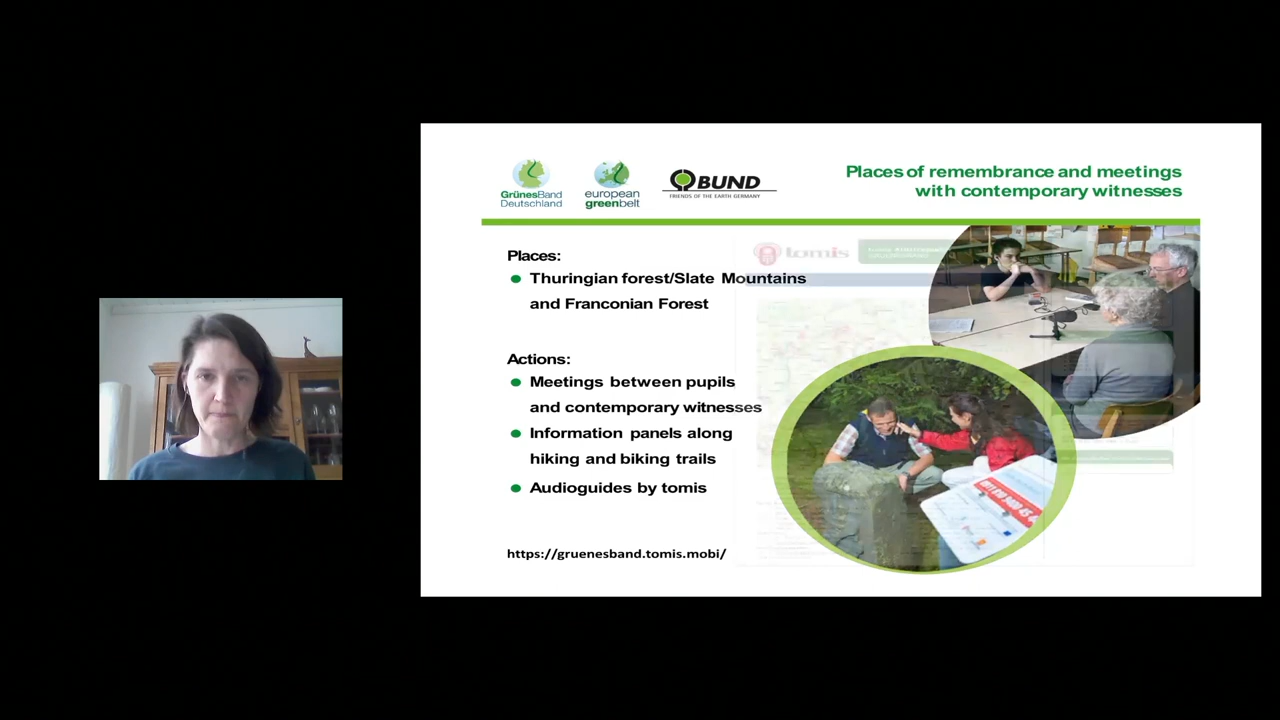 GrünesBand
Deutschland
european
greenbelt
BUND
FRIENDS OF THE EARTH GERMANY
Places of remembrance and meetings
with contemporary witnesses
tomis
Places:
Thuringian forest/Slate Mountains
and Franconian Forest
Actions:
Meetings between pupils
and contemporary witnesses
Information panels along
hiking and biking trails
Audioguides by tomis
https://gruenesband.tomis.mobi/